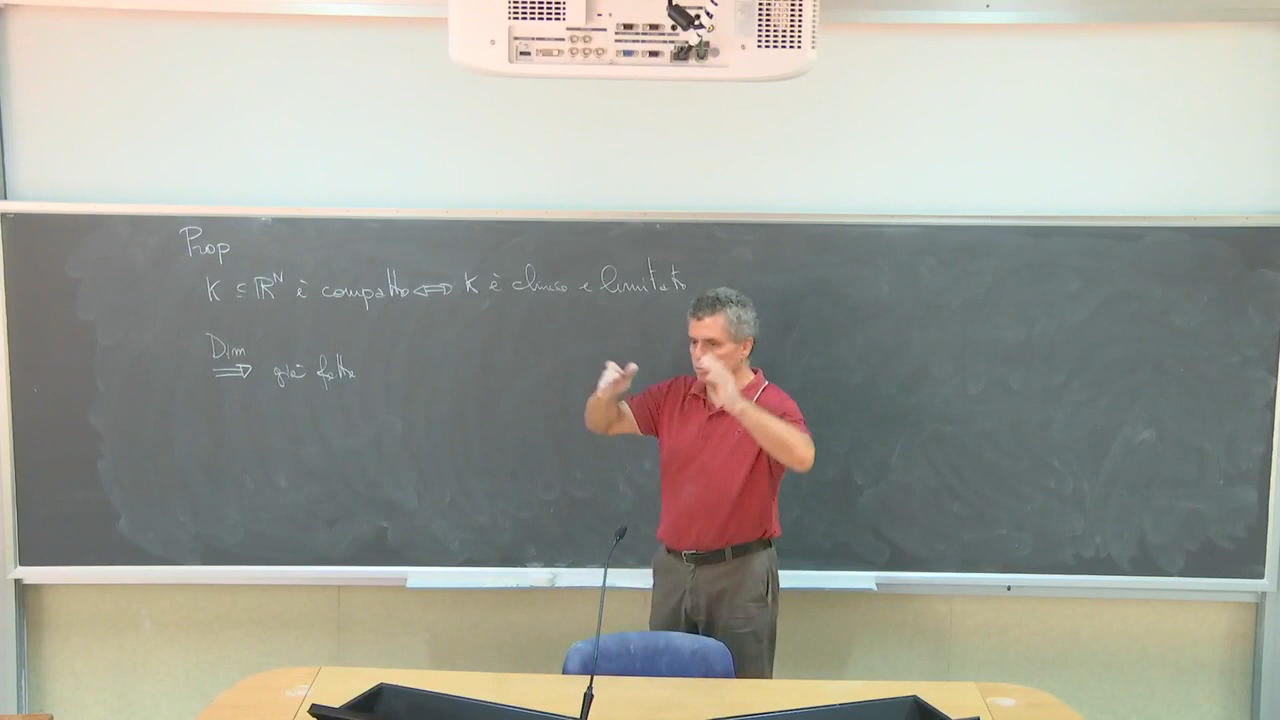 Prop
K ⊆ ℝᴺ è compatto ⟺ K è chiuso e limitato
Dim
⟹ già fatto